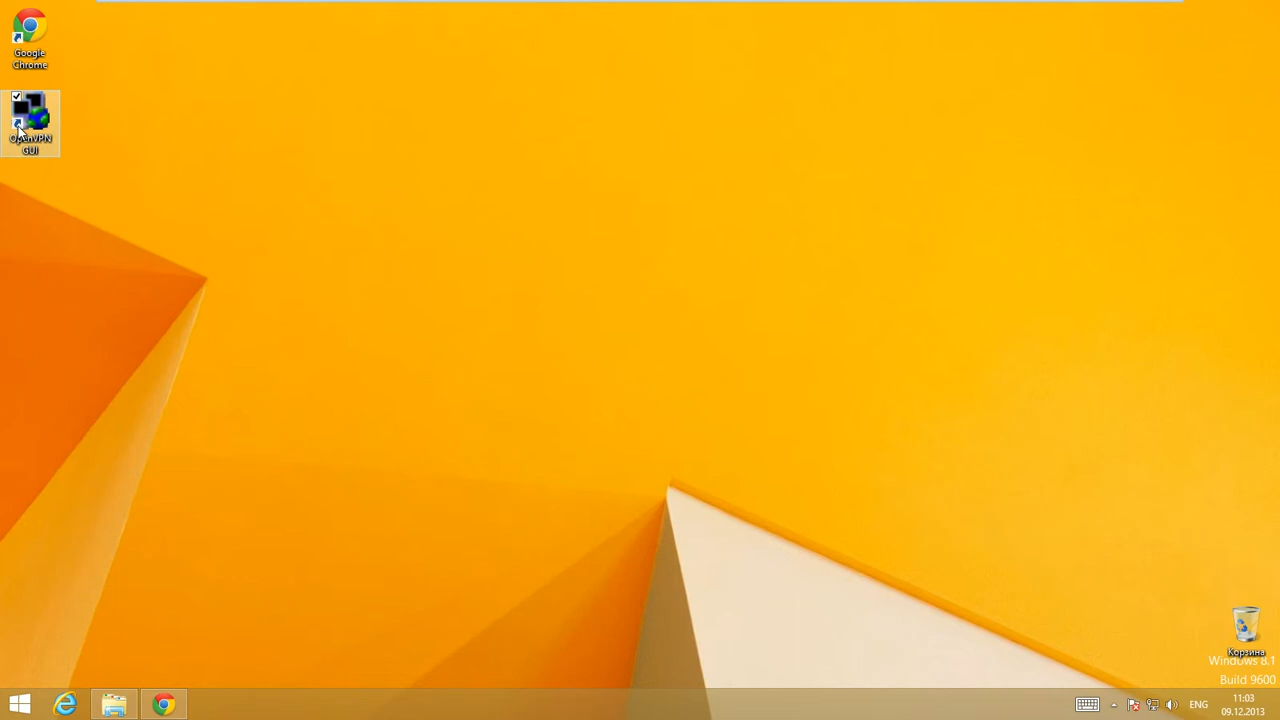 Google
Chrome
OpenVPN
GUI
Корзина
Windows 8.1
Build 9600
ENG
11:03
09.12.2013